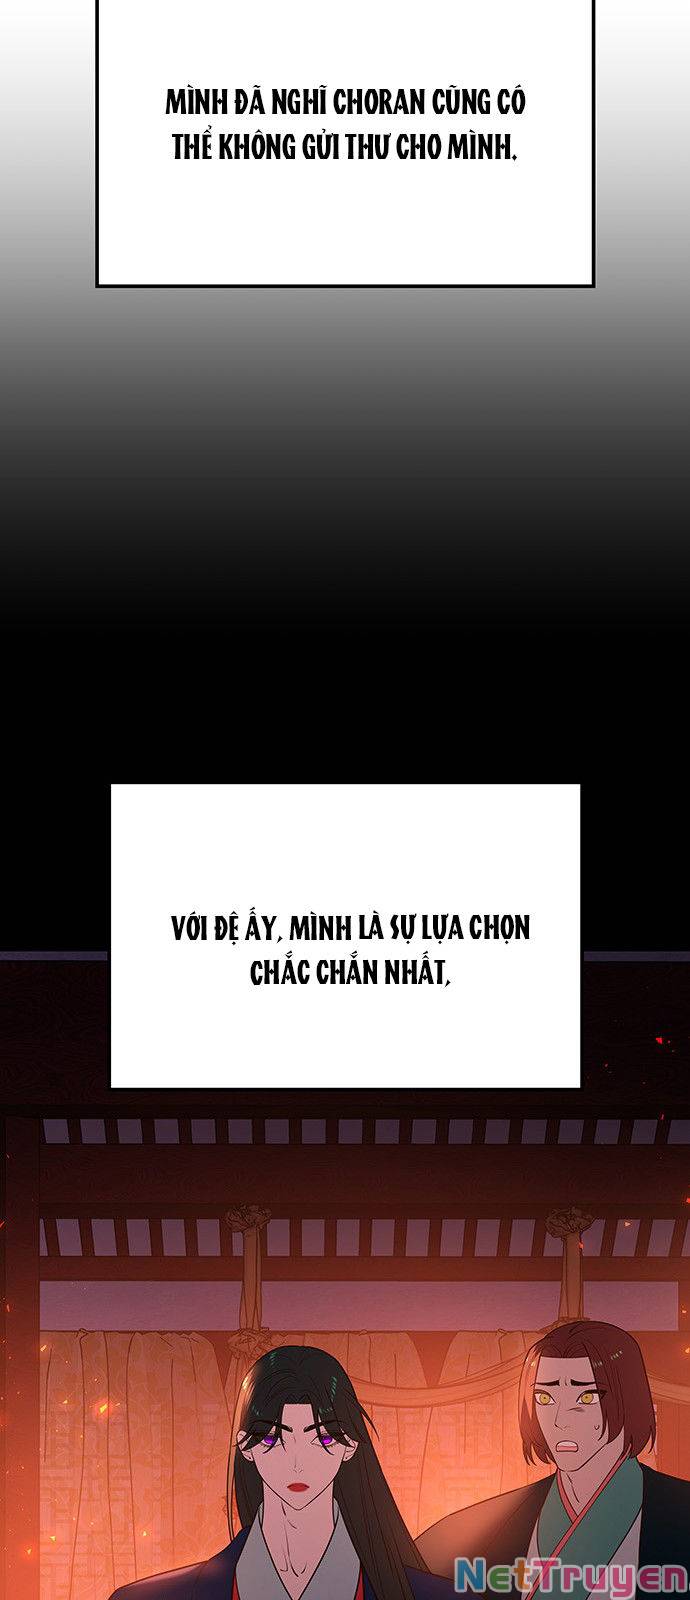 MÌNH ĐÃ NGHĨ CHORAN CŨNG CÓ
THỂ KHÔNG GỬI THƯ CHO MÌNH.
VỚI ĐỆ ẤY, MÌNH LÀ SỰ LỰA CHỌN
CHẮC CHẮN NHẤT,
NetTruyen